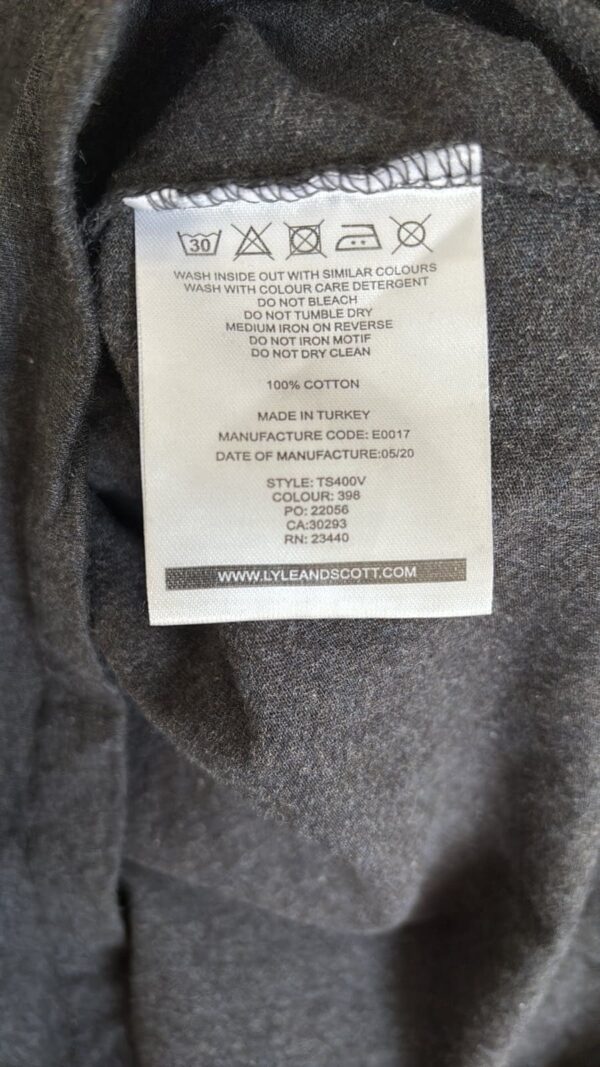 30
WASH INSIDE OUT WITH SIMILAR COLOURS
WASH WITH COLOUR CARE DETERGENT
DO NOT BLEACH
DO NOT TUMBLE DRY
MEDIUM IRON ON REVERSE
DO NOT IRON MOTIF
DO NOT DRY CLEAN
100% COTTON
MADE IN TURKEY
MANUFACTURE CODE: E0017
DATE OF MANUFACTURE:05/20
STYLE: TS400V
COLOUR: 398
PO: 22056
CA:30293
RN: 23440
WWW.LYLEANDSCOTT.COM